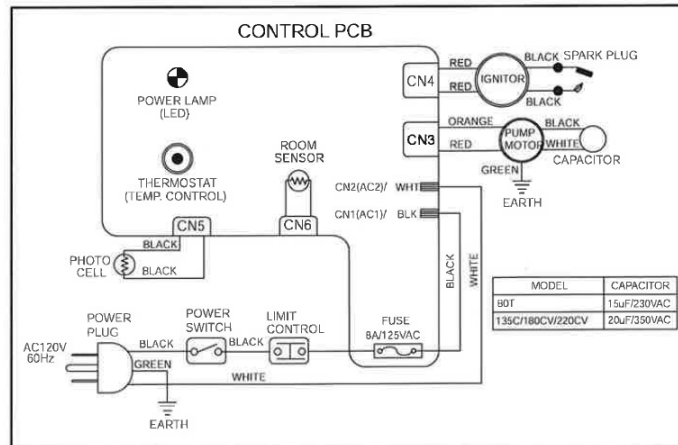 CONTROL PCB
POWER LAMP
(LED)
THERMOSTAT
(TEMP. CONTROL)
ROOM
SENSOR
CN4
RED
RED
IGNITOR
BLACK
SPARK PLUG
BLACK
CN3
ORANGE
RED
PUMP
MOTOR
BLACK
WHITE
CAPACITOR
GREEN
EARTH
CN2(AC2)/ WHT
CN1(AC1)/ BLK
CN5
CN6
BLACK
BLACK
PHOTO
CELL
BLACK
WHITE
MODEL CAPACITOR
80T 15uF/230VAC
135C/180CV/220CV 20uF/350VAC
POWER
PLUG
AC120V
60Hz
BLACK
POWER
SWITCH
BLACK
LIMIT
CONTROL
FUSE
8A/125VAC
GREEN
WHITE
EARTH